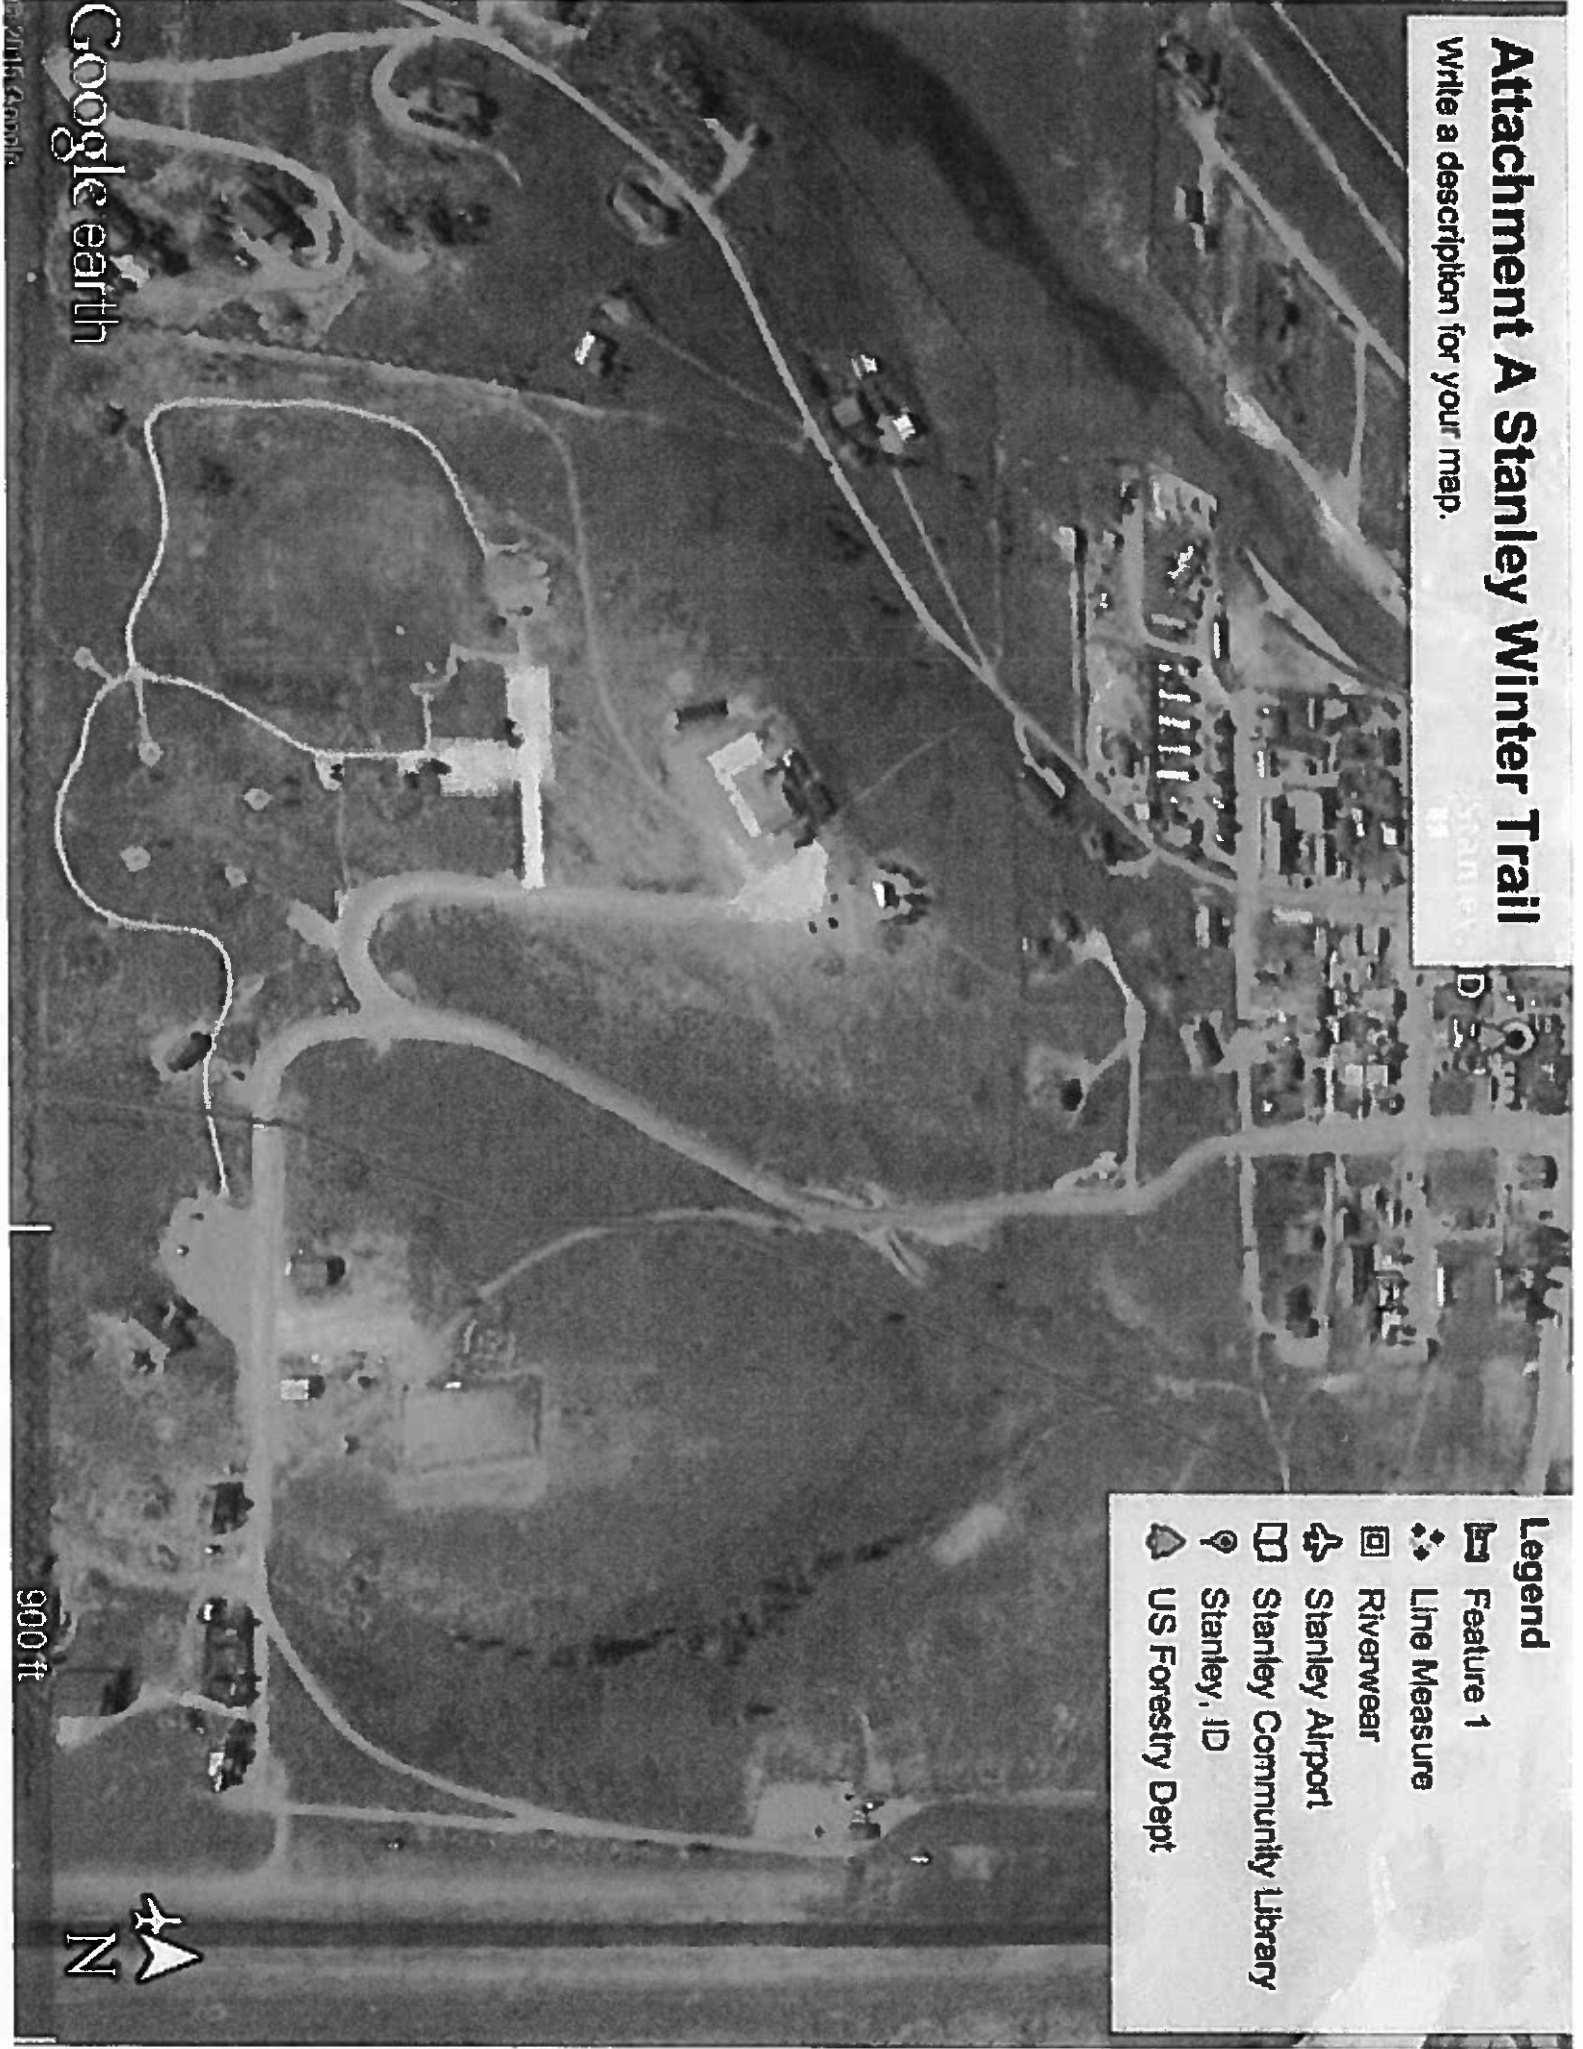 Attachment A Stanley Winter Trail
Write a description for your map.
Legend
Feature 1
Line Measure
Riverwear
Stanley Airport
Stanley Community Library
Stanley, ID
US Forestry Dept
D
Google earth
900 ft
N